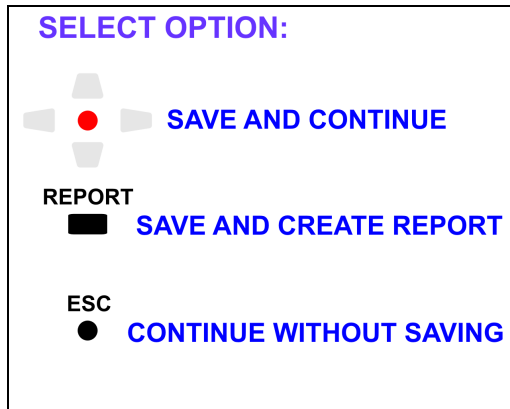 SELECT OPTION:
SAVE AND CONTINUE
REPORT
SAVE AND CREATE REPORT
ESC
CONTINUE WITHOUT SAVING